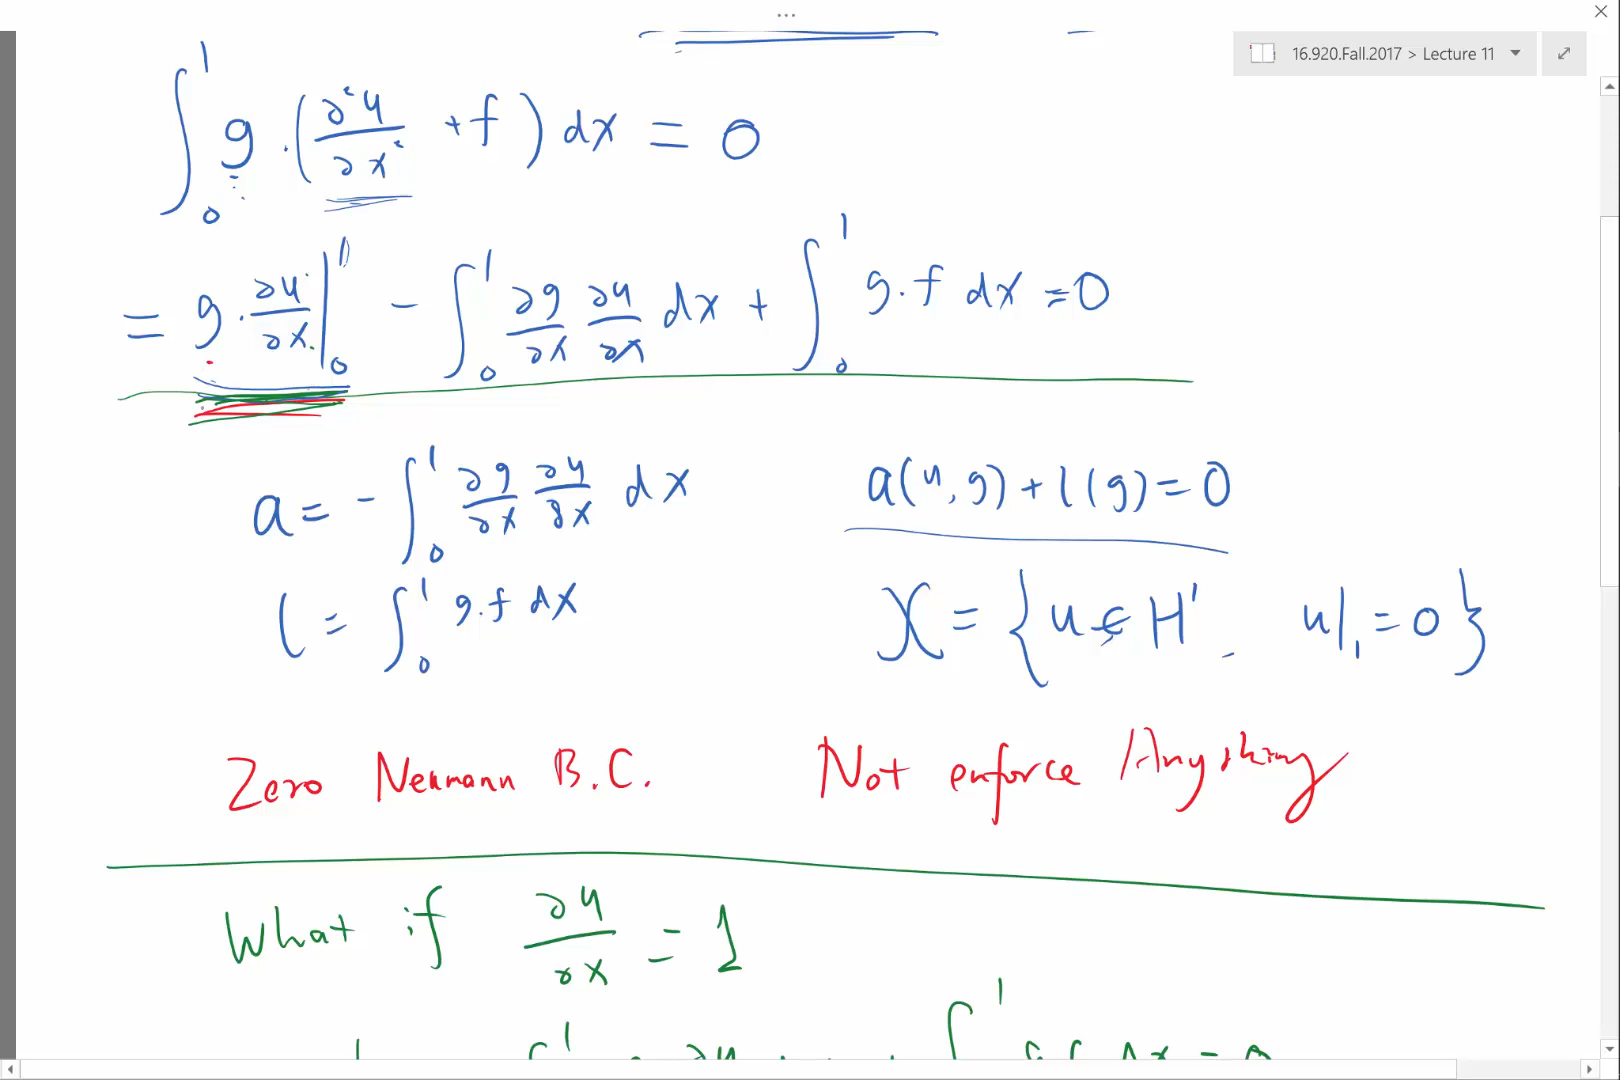 16.920.Fall.2017 > Lecture 11
∫₀¹ g·(∂²u/∂x² + f) dx = 0
= g·∂u/∂x|₀¹ - ∫₀¹ ∂g/∂x ∂u/∂x dx + ∫₀¹ g.f dx = 0
a = - ∫₀¹ ∂g/∂x ∂u/∂x dx
a(u,g) + l(g) = 0
l = ∫₀¹ g.f dx
X = {u ∈ H¹, u|₁ = 0}
Zero Neumann B.C.
Not enforce Anything
What if ∂u/∂x = 1